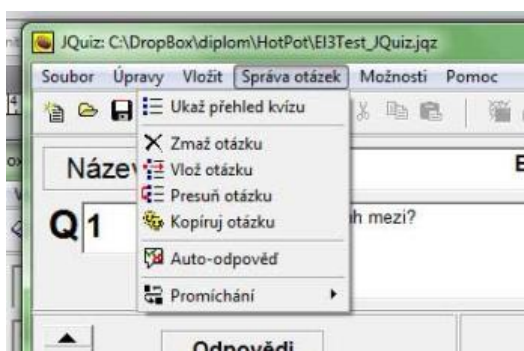 JQuiz: C:\DropBox\diplom\HotPot\EI3Test_JQuiz.jqz
Soubor Úpravy Vložit Správa otázek Možnosti Pomoc
Ukaž přehled kvízu
Zmaž otázku
Vlož otázku
Presuň otázku
Kopíruj otázku
Auto-odpověď
Promíchání
Název
Q 1
mezi?
Odpovědi